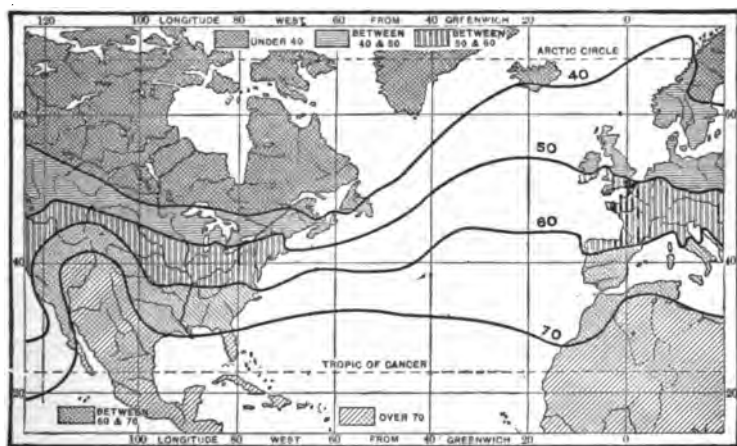 120 100 LONGITUDE 80 WEST 60 FROM 40 GREENWICH 20 0
UNDER 40 BETWEEN 40 & 50 BETWEEN 50 & 60
ARCTIC CIRCLE
40
60 60
50
60
40 40
70
TROPIC OF CANCER
20 20
BETWEEN 60 & 70 OVER 70
100 LONGITUDE 80 WEST 60 FROM 40 GREENWICH 20 0